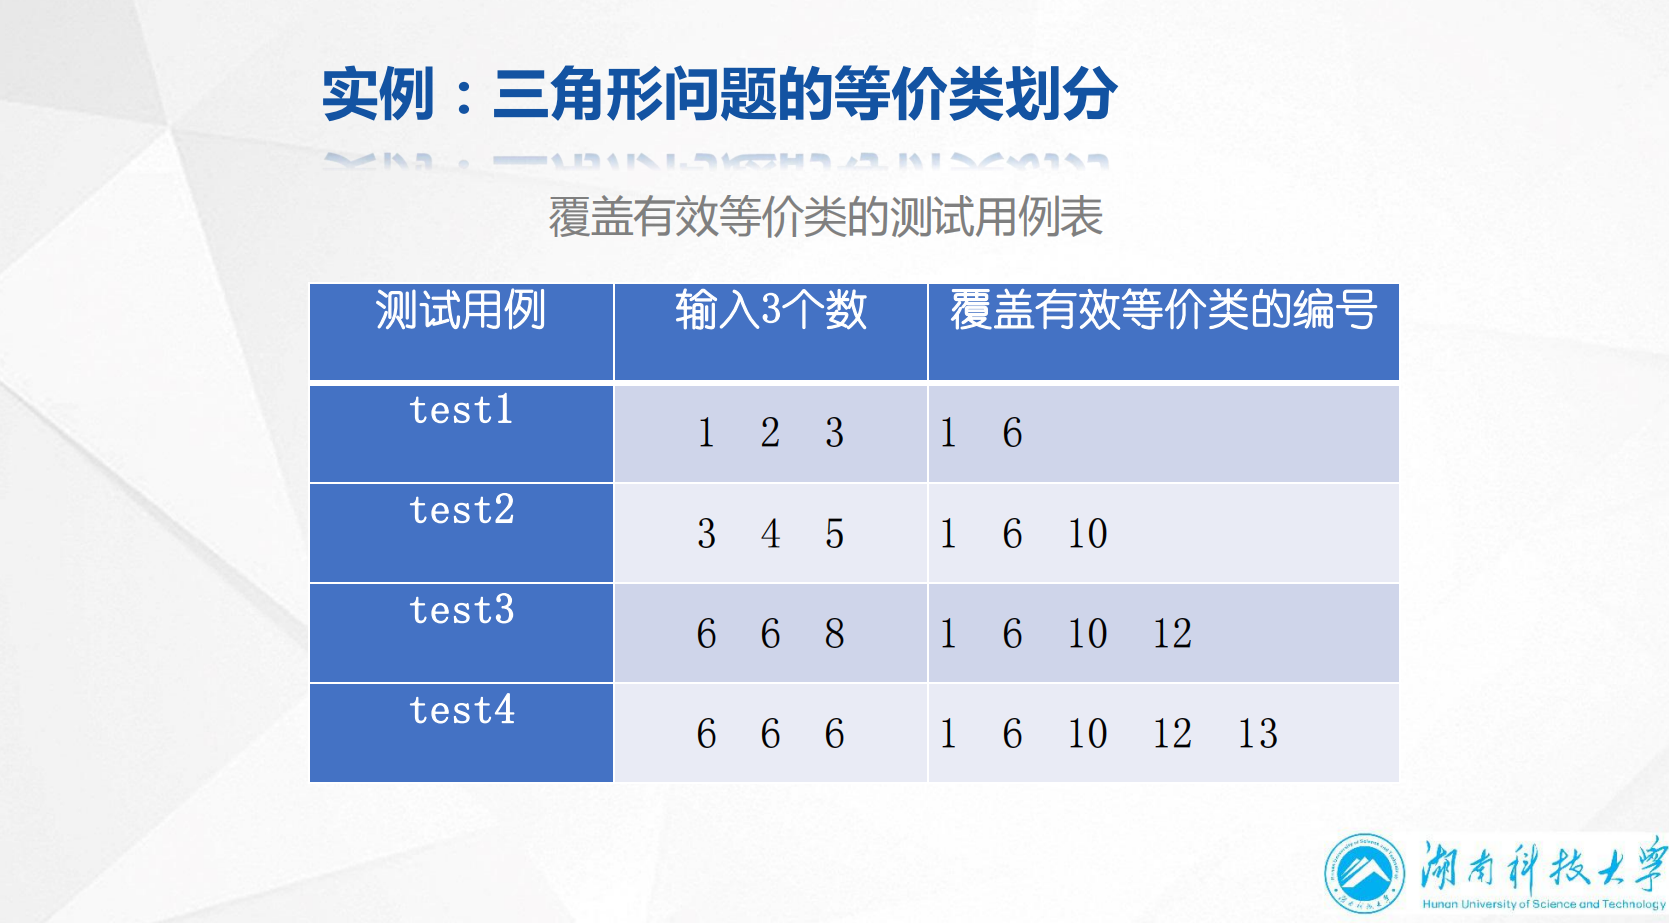 实例：三角形问题的等价类划分
覆盖有效等价类的测试用例表
测试用例 输入3个数 覆盖有效等价类的编号
test1 1 2 3 1 6
test2 3 4 5 1 6 10
test3 6 6 8 1 6 10 12
test4 6 6 6 1 6 10 12 13
湖南科技大学
Hunan University of Science and Technology